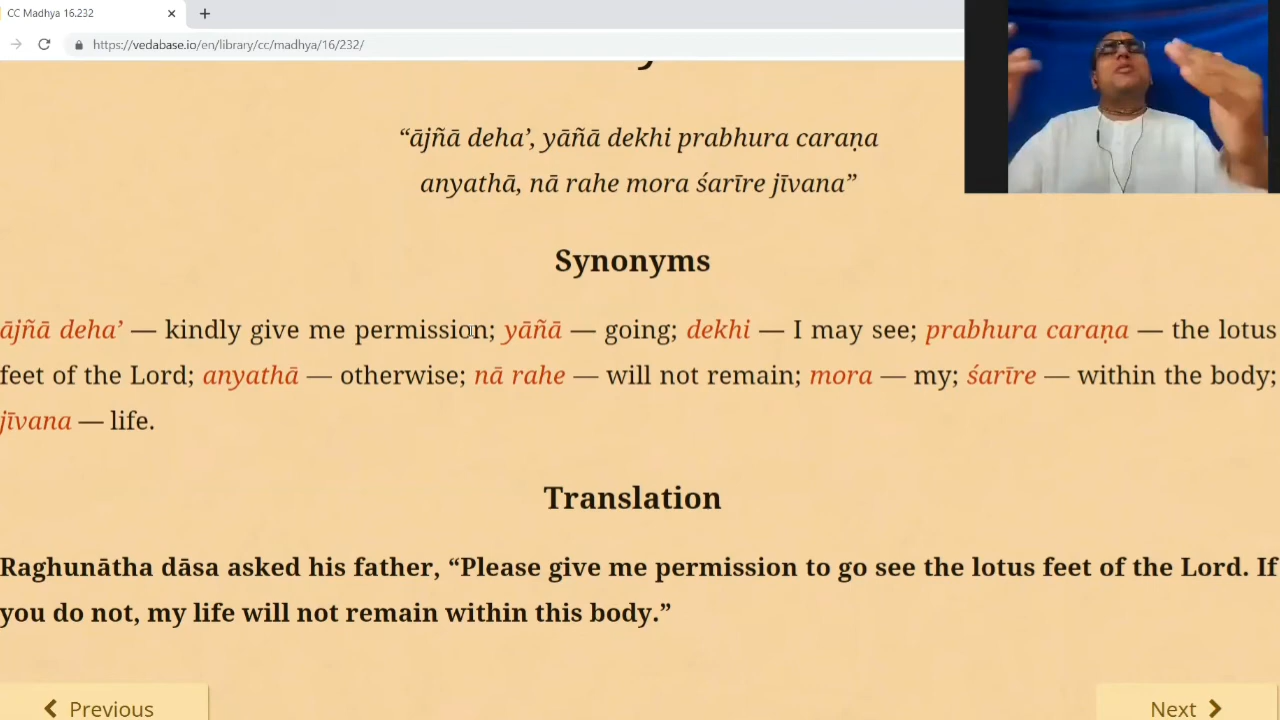 CC Madhya 16.232
https://vedabase.io/en/library/cc/madhya/16/232/
“ājñā deha’, yāñā dekhi prabhura caraṇa
anyathā, nā rahe mora śarīre jīvana”
Synonyms
ājñā deha’ — kindly give me permission; yāñā — going; dekhi — I may see; prabhura caraṇa — the lotus
feet of the Lord; anyathā — otherwise; nā rahe — will not remain; mora — my; śarīre — within the body;
jīvana — life.
Translation
Raghunātha dāsa asked his father, “Please give me permission to go see the lotus feet of the Lord. If
you do not, my life will not remain within this body.”
Previous
Next